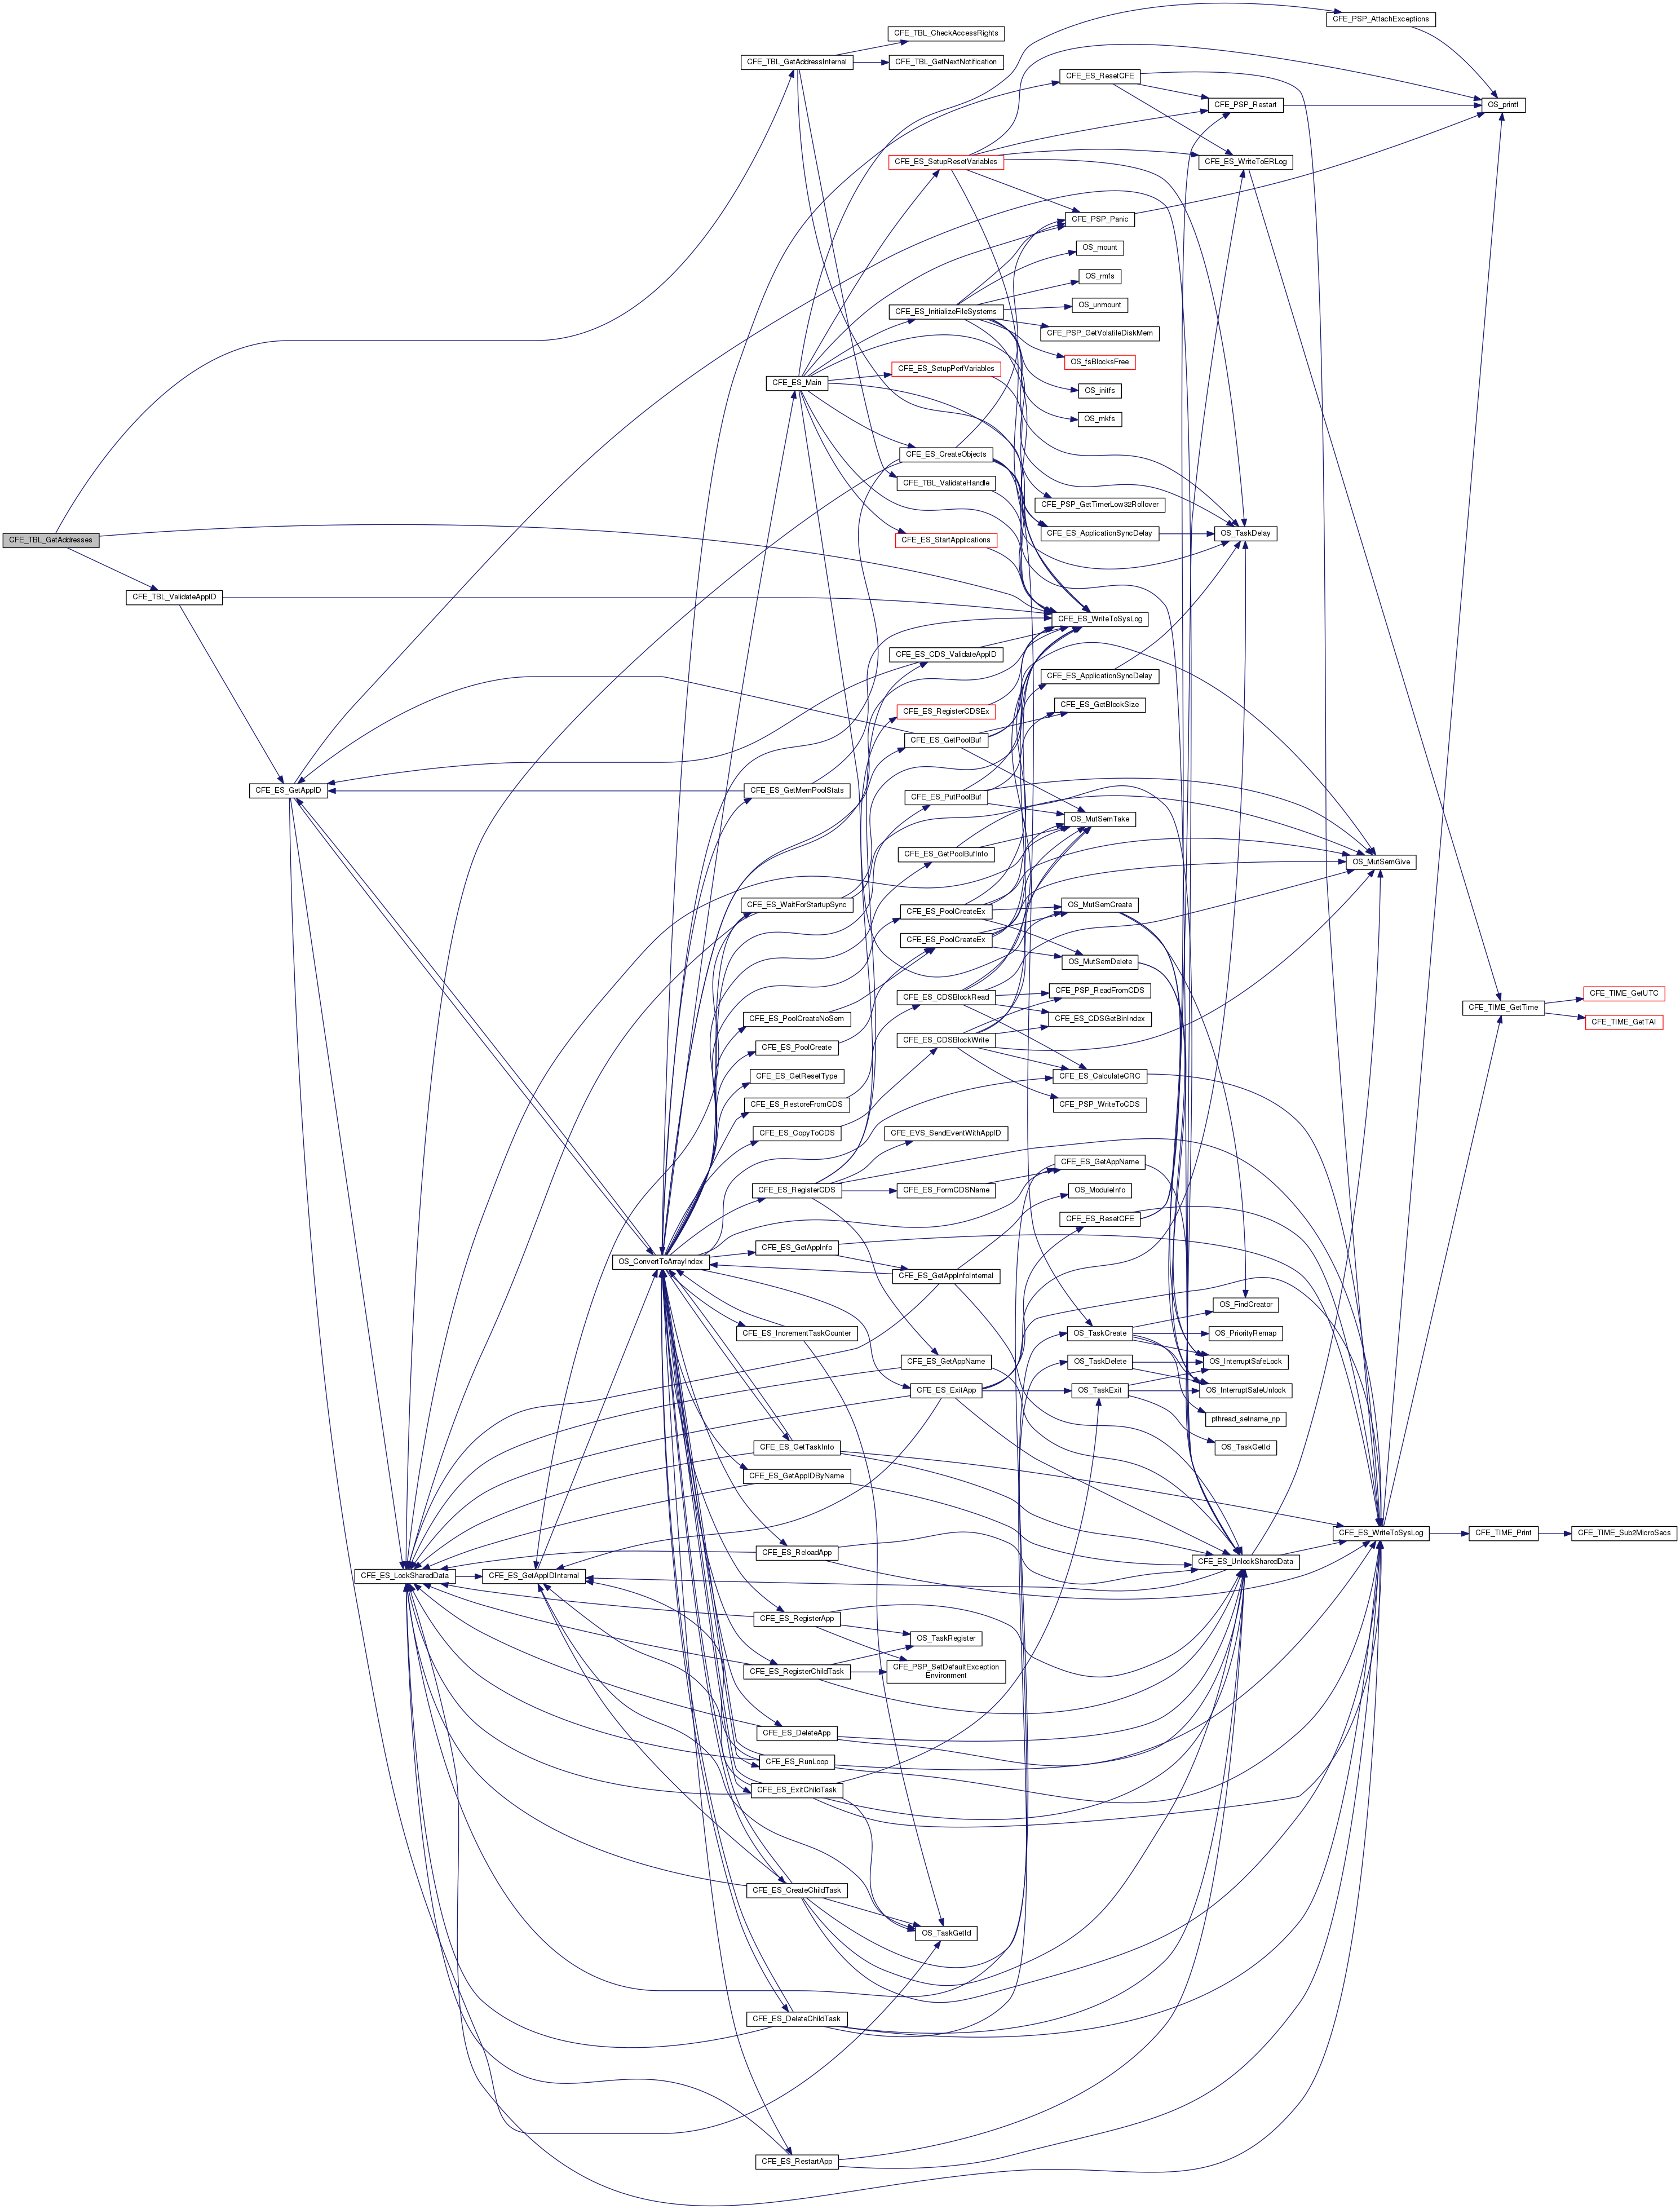 CFE_PSP_AttachExceptions
CFE_TBL_CheckAccessRights
CFE_TBL_GetAddressInternal
CFE_TBL_GetNextNotification
CFE_ES_ResetCFE
CFE_PSP_Restart
OS_printf
CFE_ES_SetupResetVariables
CFE_ES_WriteToERLog
CFE_PSP_Panic
OS_mount
OS_rmfs
CFE_ES_InitializeFileSystems
OS_unmount
CFE_PSP_GetVolatileDiskMem
OS_fsBlocksFree
CFE_ES_SetupPerfVariables
CFE_ES_Main
OS_initfs
OS_mkfs
CFE_ES_CreateObjects
CFE_TBL_ValidateHandle
CFE_PSP_GetTimerLow32Rollover
CFE_ES_ApplicationSyncDelay
OS_TaskDelay
CFE_TBL_GetAddresses
CFE_ES_StartApplications
CFE_TBL_ValidateAppID
CFE_ES_WriteToSysLog
CFE_ES_CDS_ValidateAppID
CFE_ES_ApplicationSyncDelay
CFE_ES_GetBlockSize
CFE_ES_RegisterCDSEx
CFE_ES_GetPoolBuf
CFE_ES_GetAppID
CFE_ES_GetMemPoolStats
CFE_ES_PutPoolBuf
OS_MutSemTake
CFE_ES_GetPoolBufInfo
OS_MutSemGive
CFE_ES_WaitForStartupSync
CFE_ES_PoolCreateEx
OS_MutSemCreate
CFE_ES_PoolCreateEx
OS_MutSemDelete
CFE_PSP_ReadFromCDS
CFE_ES_CDSBlockRead
CFE_TIME_GetUTC
CFE_TIME_GetTime
CFE_ES_PoolCreateNoSem
CFE_ES_CDSGetBinIndex
CFE_TIME_GetTAI
CFE_ES_CDSBlockWrite
CFE_ES_PoolCreate
CFE_ES_GetResetType
CFE_ES_CalculateCRC
CFE_ES_RestoreFromCDS
CFE_PSP_WriteToCDS
CFE_ES_CopyToCDS
CFE_EVS_SendEventWithAppID
CFE_ES_GetAppName
CFE_ES_RegisterCDS
CFE_ES_FormCDSName
OS_ModuleInfo
CFE_ES_ResetCFE
CFE_ES_GetAppInfo
OS_ConvertToArrayIndex
CFE_ES_GetAppInfoInternal
OS_FindCreator
CFE_ES_IncrementTaskCounter
OS_TaskCreate
OS_PriorityRemap
CFE_ES_GetAppName
OS_TaskDelete
OS_InterruptSafeLock
CFE_ES_ExitApp
OS_TaskExit
OS_InterruptSafeUnlock
pthread_setname_np
CFE_ES_GetTaskInfo
OS_TaskGetId
CFE_ES_GetAppIDByName
CFE_ES_WriteToSysLog
CFE_TIME_Print
CFE_TIME_Sub2MicroSecs
CFE_ES_ReloadApp
CFE_ES_UnlockSharedData
CFE_ES_LockSharedData
CFE_ES_GetAppIDInternal
CFE_ES_RegisterApp
OS_TaskRegister
CFE_ES_RegisterChildTask
CFE_PSP_SetDefaultException
Environment
CFE_ES_DeleteApp
CFE_ES_RunLoop
CFE_ES_ExitChildTask
CFE_ES_CreateChildTask
OS_TaskGetId
CFE_ES_DeleteChildTask
CFE_ES_RestartApp